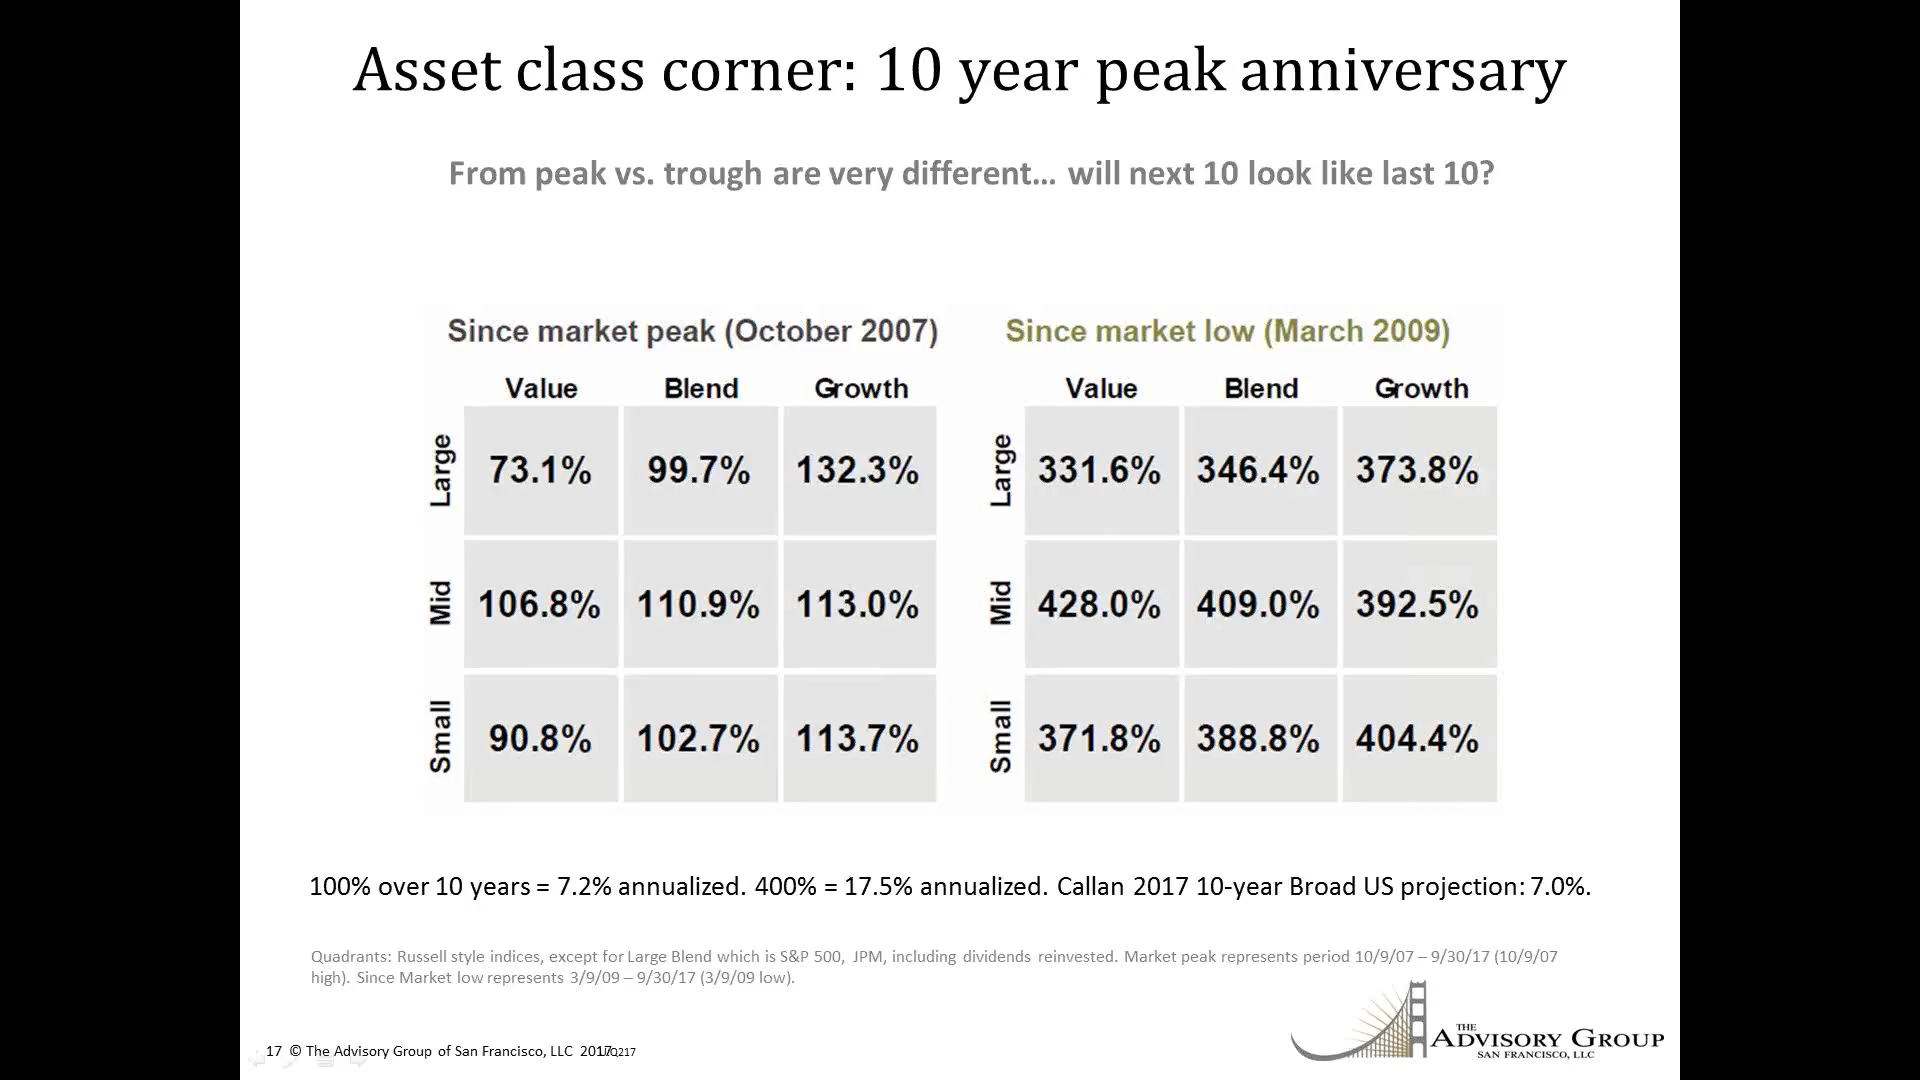 Asset class corner: 10 year peak anniversary
From peak vs. trough are very different… will next 10 look like last 10?
Since market peak (October 2007)
Value Blend Growth
Large 73.1% 99.7% 132.3%
Mid 106.8% 110.9% 113.0%
Small 90.8% 102.7% 113.7%
Since market low (March 2009)
Value Blend Growth
Large 331.6% 346.4% 373.8%
Mid 428.0% 409.0% 392.5%
Small 371.8% 388.8% 404.4%
100% over 10 years = 7.2% annualized. 400% = 17.5% annualized. Callan 2017 10-year Broad US projection: 7.0%.
Quadrants: Russell style indices, except for Large Blend which is S&P 500, JPM, including dividends reinvested. Market peak represents period 10/9/07 – 9/30/17 (10/9/07
high). Since Market low represents 3/9/09 – 9/30/17 (3/9/09 low).
17 © The Advisory Group of San Francisco, LLC 2017
THE ADVISORY GROUP
SAN FRANCISCO, LLC